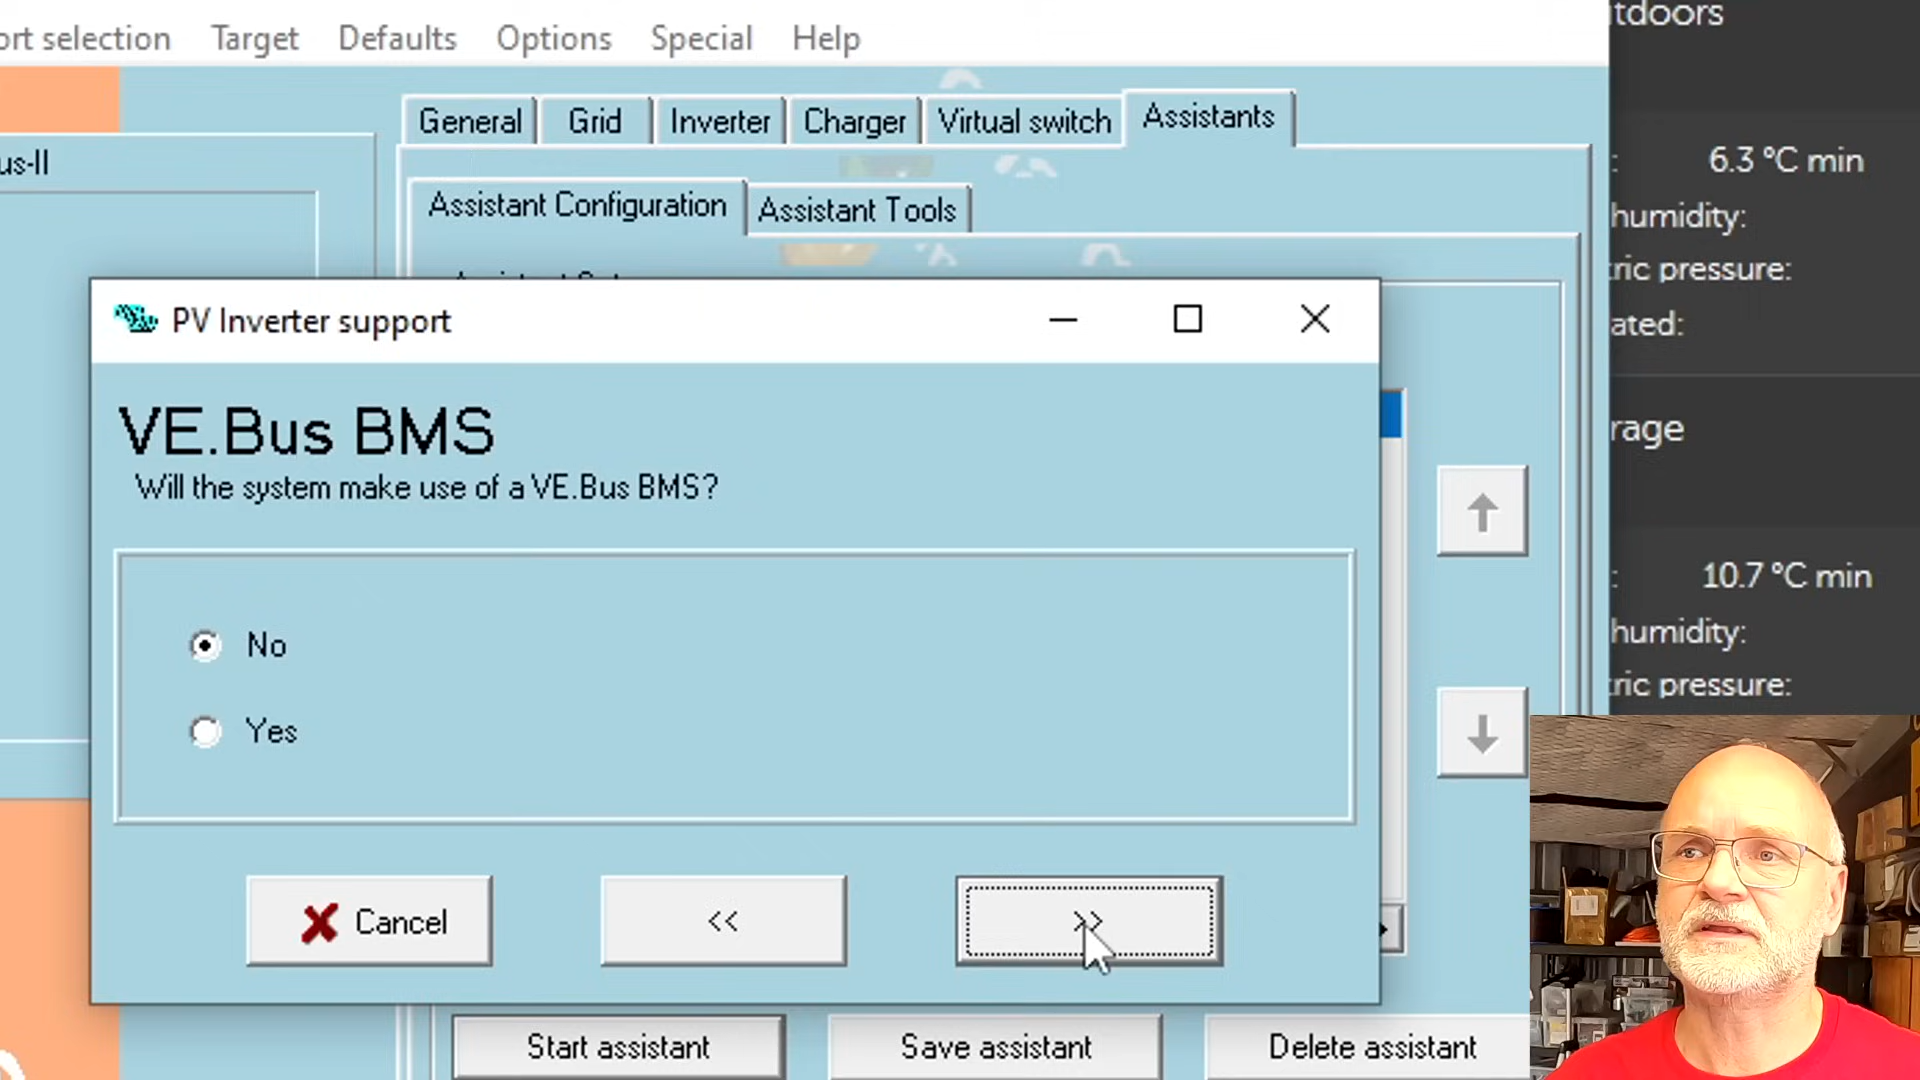 ort selection Target Defaults Options Special Help
General Grid Inverter Charger Virtual switch Assistants
us-II
Assistant Configuration Assistant Tools
PV Inverter support
VE.Bus BMS
Will the system make use of a VE.Bus BMS?
No
Yes
Cancel << >>
Start assistant Save assistant Delete assistant
tdoors
: 6.3 °C min
humidity:
ric pressure:
ated:
rage
: 10.7 °C min
humidity:
ric pressure: